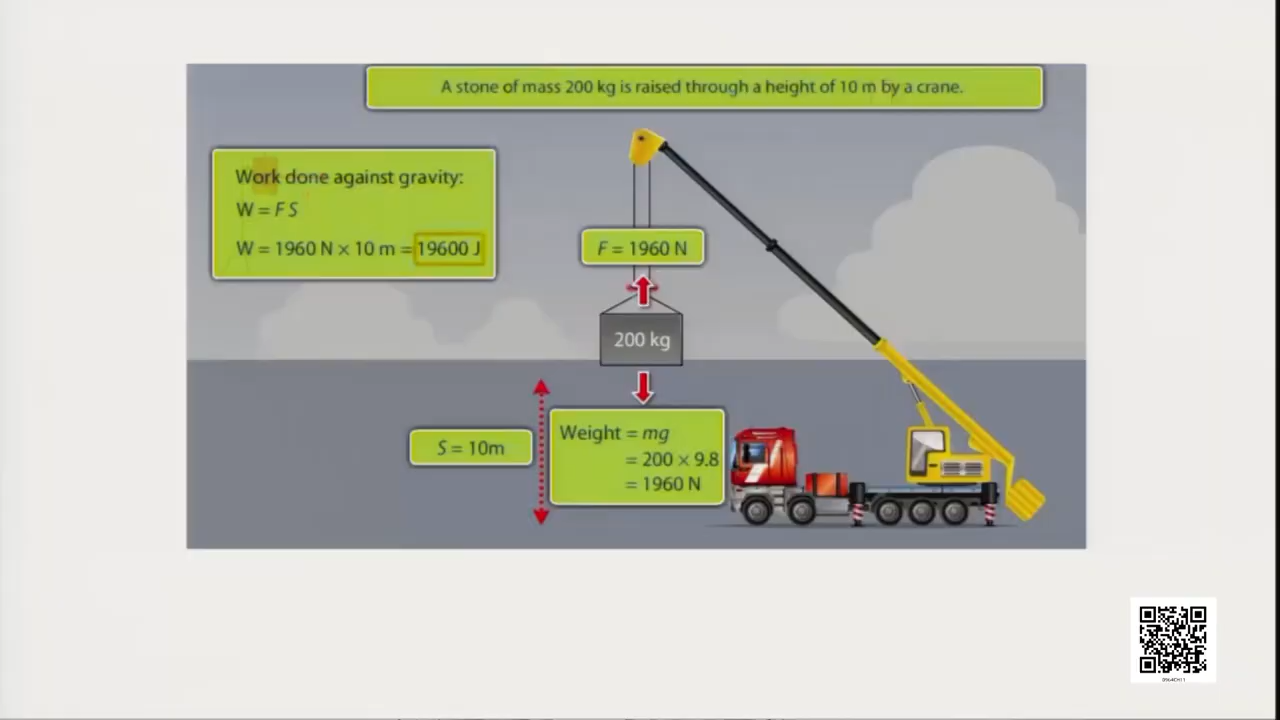 A stone of mass 200 kg is raised through a height of 10 m by a crane.
Work done against gravity:
W = F S
W = 1960 N × 10 m = 19600 J
F = 1960 N
200 kg
S = 10m
Weight = mg
= 200 × 9.8
= 1960 N
0964CH11